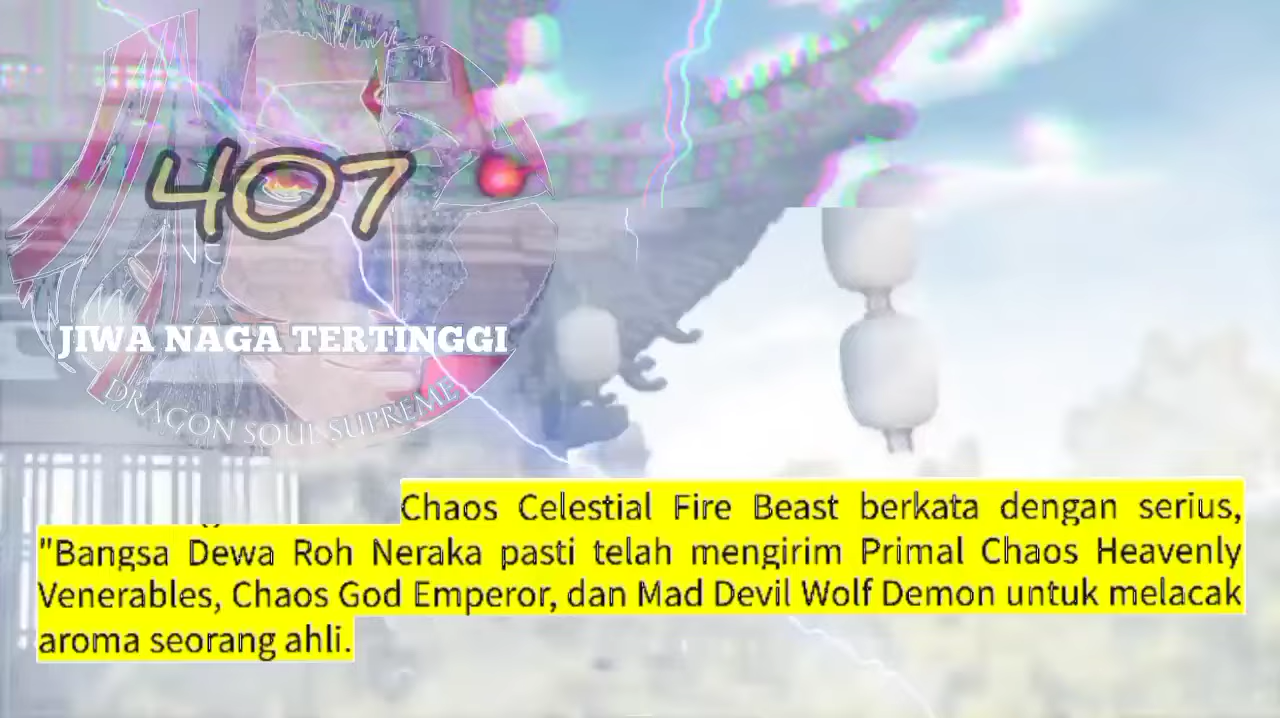 407
JIWA NAGA TERTINGGI
DRAGON SOUL SUPREME
Chaos Celestial Fire Beast berkata dengan serius,
"Bangsa Dewa Roh Neraka pasti telah mengirim Primal Chaos Heavenly
Venerables, Chaos God Emperor, dan Mad Devil Wolf Demon untuk melacak
aroma seorang ahli.